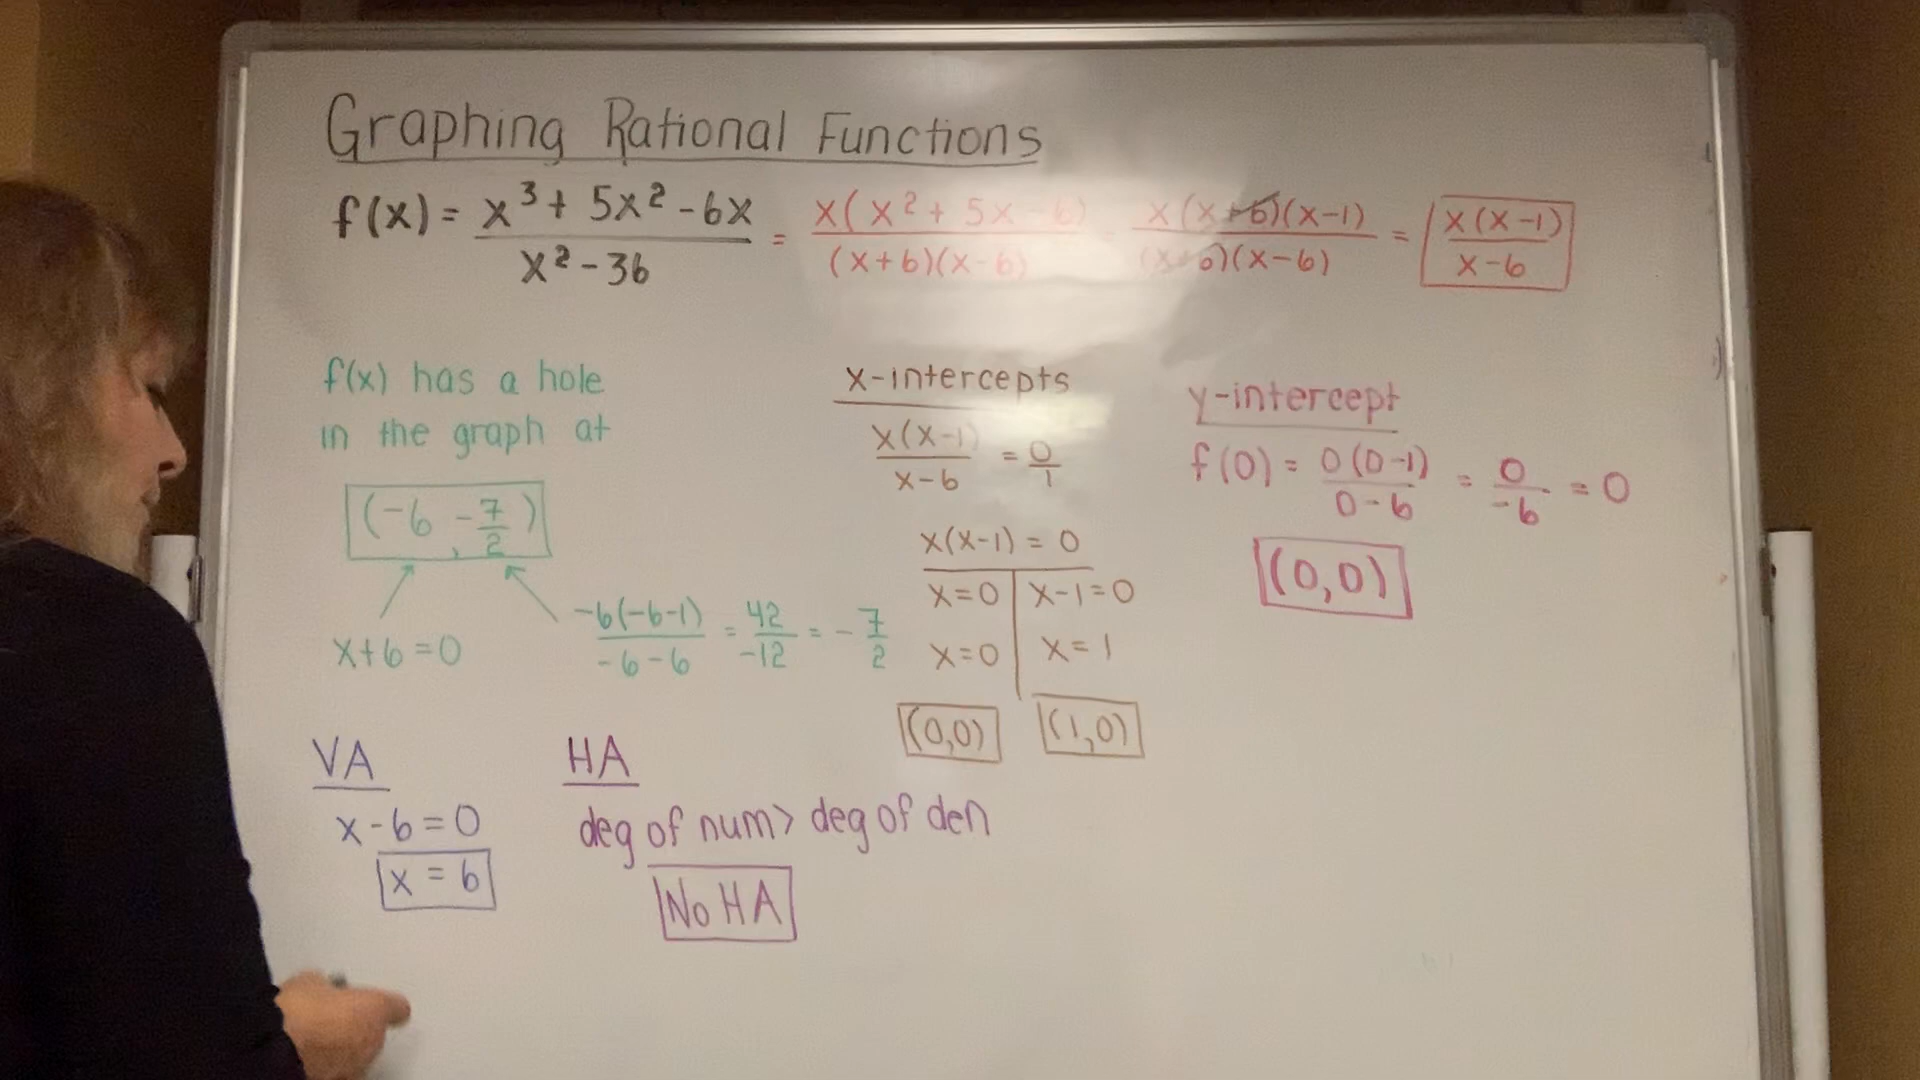 Graphing Rational Functions
f(x) = x³ + 5x² - 6x / x² - 36 = x(x² + 5x - 6) / (x+6)(x-6) x(x+6)(x-1) / (x+6)(x-6) = x(x-1) / x-6
f(x) has a hole
in the graph at
(-6, -7/2)
x+6=0
-6(-6-1) / -6-6 = 42/-12 = -7/2
x-intercepts
x(x-1) / x-6 = 0/1
x(x-1) = 0
x=0 | x-1=0
x=0 | x=1
(0,0) (1,0)
y-intercept
f(0) = 0(0-1) / 0-6 = 0/-6 = 0
(0,0)
VA
x-6=0
x=6
HA
deg of num > deg of den
No HA